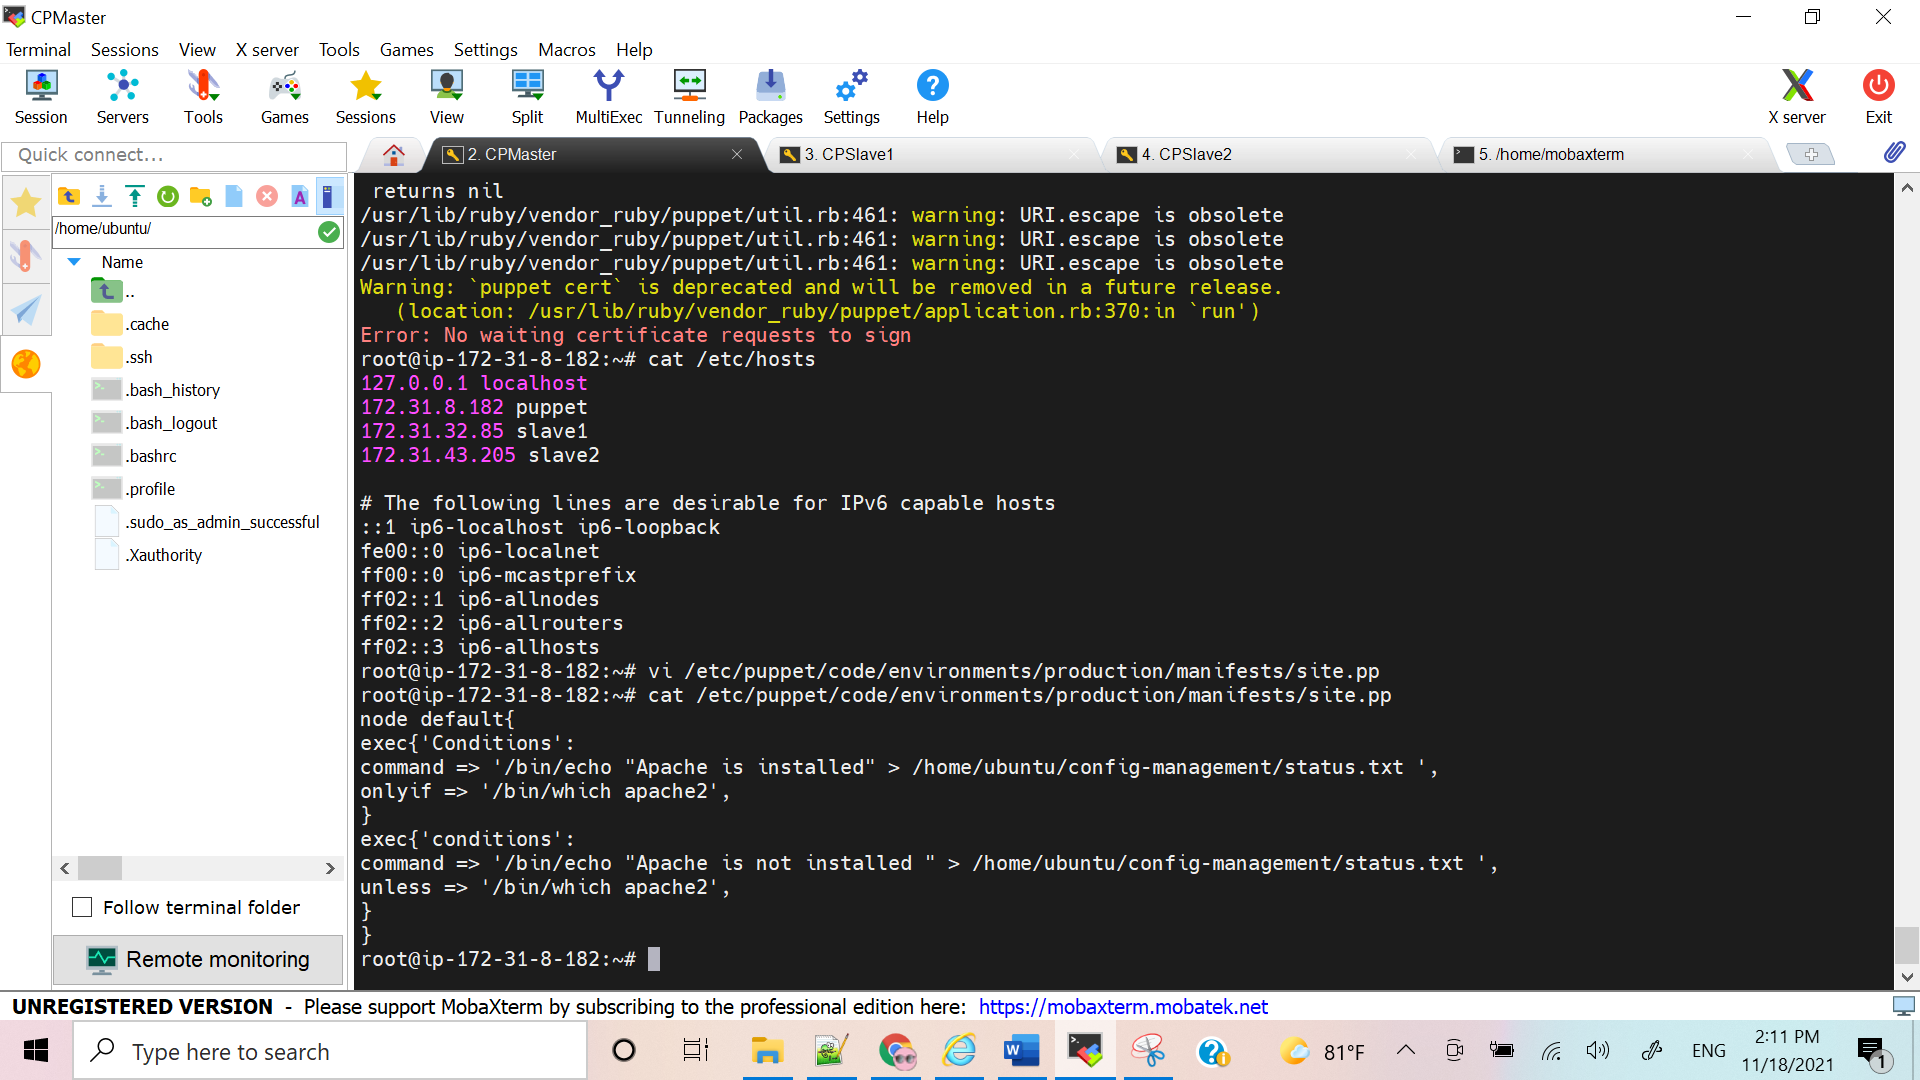 CPMaster
Terminal Sessions View X server Tools Games Settings Macros Help
Session Servers Tools Games Sessions View Split MultiExec Tunneling Packages Settings Help X server Exit
Quick connect...
2. CPMaster
3. CPSlave1
4. CPSlave2
5. /home/mobaxterm
/home/ubuntu/
Name
..
.cache
.ssh
.bash_history
.bash_logout
.bashrc
.profile
.sudo_as_admin_successful
.Xauthority
Follow terminal folder
Remote monitoring
returns nil
/usr/lib/ruby/vendor_ruby/puppet/util.rb:461: warning: URI.escape is obsolete
/usr/lib/ruby/vendor_ruby/puppet/util.rb:461: warning: URI.escape is obsolete
/usr/lib/ruby/vendor_ruby/puppet/util.rb:461: warning: URI.escape is obsolete
Warning: `puppet cert` is deprecated and will be removed in a future release.
(location: /usr/lib/ruby/vendor_ruby/puppet/application.rb:370:in `run')
Error: No waiting certificate requests to sign
root@ip-172-31-8-182:~# cat /etc/hosts
127.0.0.1 localhost
172.31.8.182 puppet
172.31.32.85 slave1
172.31.43.205 slave2
# The following lines are desirable for IPv6 capable hosts
::1 ip6-localhost ip6-loopback
fe00::0 ip6-localnet
ff00::0 ip6-mcastprefix
ff02::1 ip6-allnodes
ff02::2 ip6-allrouters
ff02::3 ip6-allhosts
root@ip-172-31-8-182:~# vi /etc/puppet/code/environments/production/manifests/site.pp
root@ip-172-31-8-182:~# cat /etc/puppet/code/environments/production/manifests/site.pp
node default{
exec{'Conditions':
command => '/bin/echo "Apache is installed" > /home/ubuntu/config-management/status.txt ',
onlyif => '/bin/which apache2',
}
exec{'conditions':
command => '/bin/echo "Apache is not installed " > /home/ubuntu/config-management/status.txt ',
unless => '/bin/which apache2',
}
}
root@ip-172-31-8-182:~#
UNREGISTERED VERSION - Please support MobaXterm by subscribing to the professional edition here: https://mobaxterm.mobatek.net
Type here to search
81°F
ENG
2:11 PM
11/18/2021
1